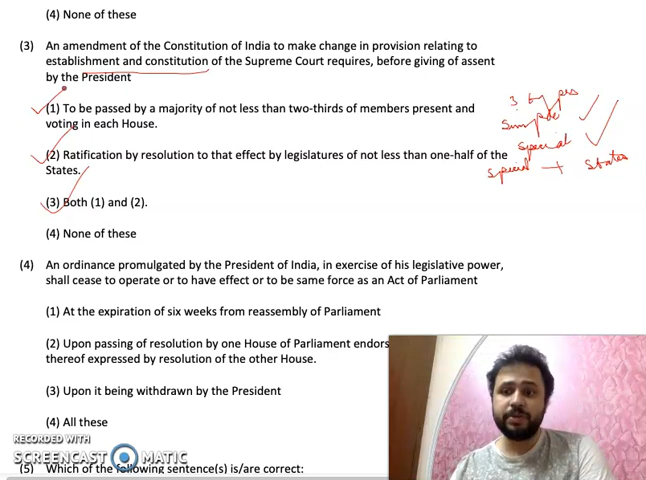 (4) None of these
(3) An amendment of the Constitution of India to make change in provision relating to
establishment and constitution of the Supreme Court requires, before giving of assent
by the President
(1) To be passed by a majority of not less than two-thirds of members present and
voting in each House.
(2) Ratification by resolution to that effect by legislatures of not less than one-half of the
States.
(3) Both (1) and (2).
(4) None of these
3 types
Simple
special
special + States
(4) An ordinance promulgated by the President of India, in exercise of his legislative power,
shall cease to operate or to have effect or to be same force as an Act of Parliament
(1) At the expiration of six weeks from reassembly of Parliament
(2) Upon passing of resolution by one House of Parliament endors
thereof expressed by resolution of the other House.
(3) Upon it being withdrawn by the President
(4) All these
RECORDED WITH
SCREENCAST MATIC
(5) Which of the following sentence(s) is/are correct: